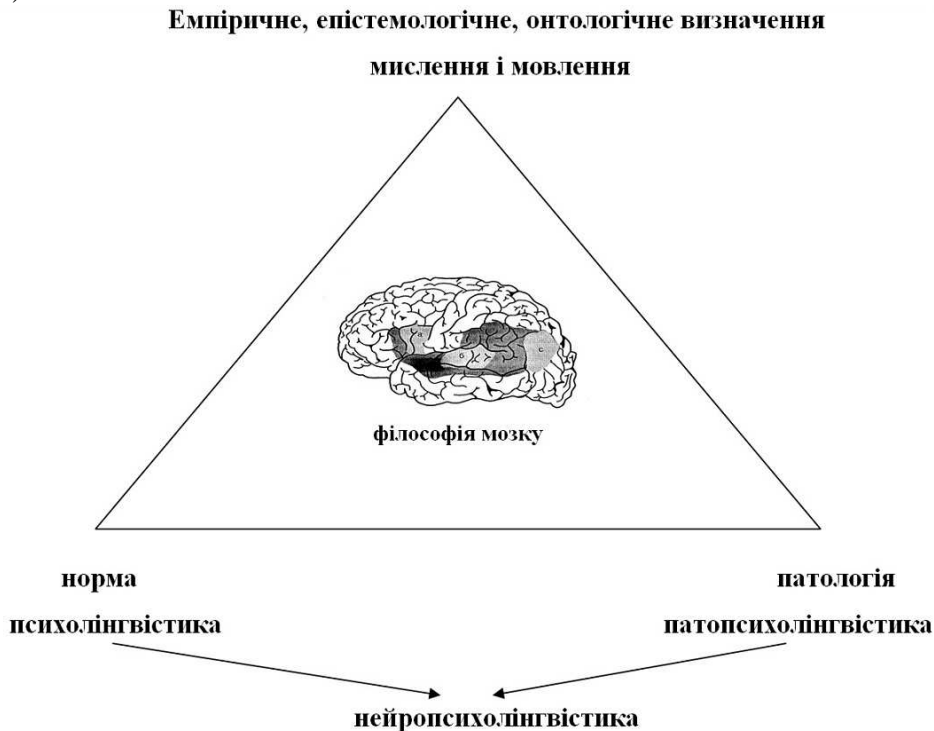 Емпіричне, епістемологічне, онтологічне визначення
мислення і мовлення
філософія мозку
норма
патологія
психолінгвістика
патопсихолінгвістика
нейропсихолінгвістика